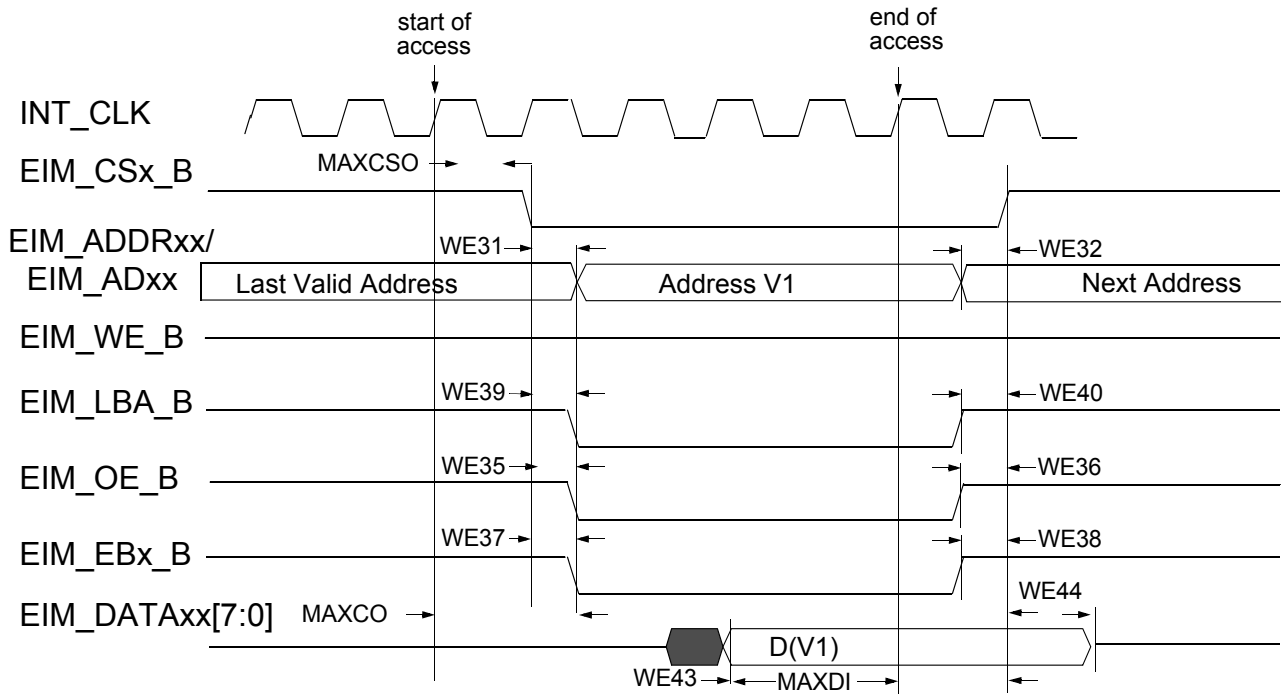 start of
access
end of
access
INT_CLK
EIM_CSx_B
MAXCSO
EIM_ADDRxx/
EIM_ADxx
WE31
WE32
Last Valid Address
Address V1
Next Address
EIM_WE_B
EIM_LBA_B
WE39
WE40
EIM_OE_B
WE35
WE36
EIM_EBx_B
WE37
WE38
EIM_DATAxx[7:0]
MAXCO
WE44
D(V1)
WE43
MAXDI